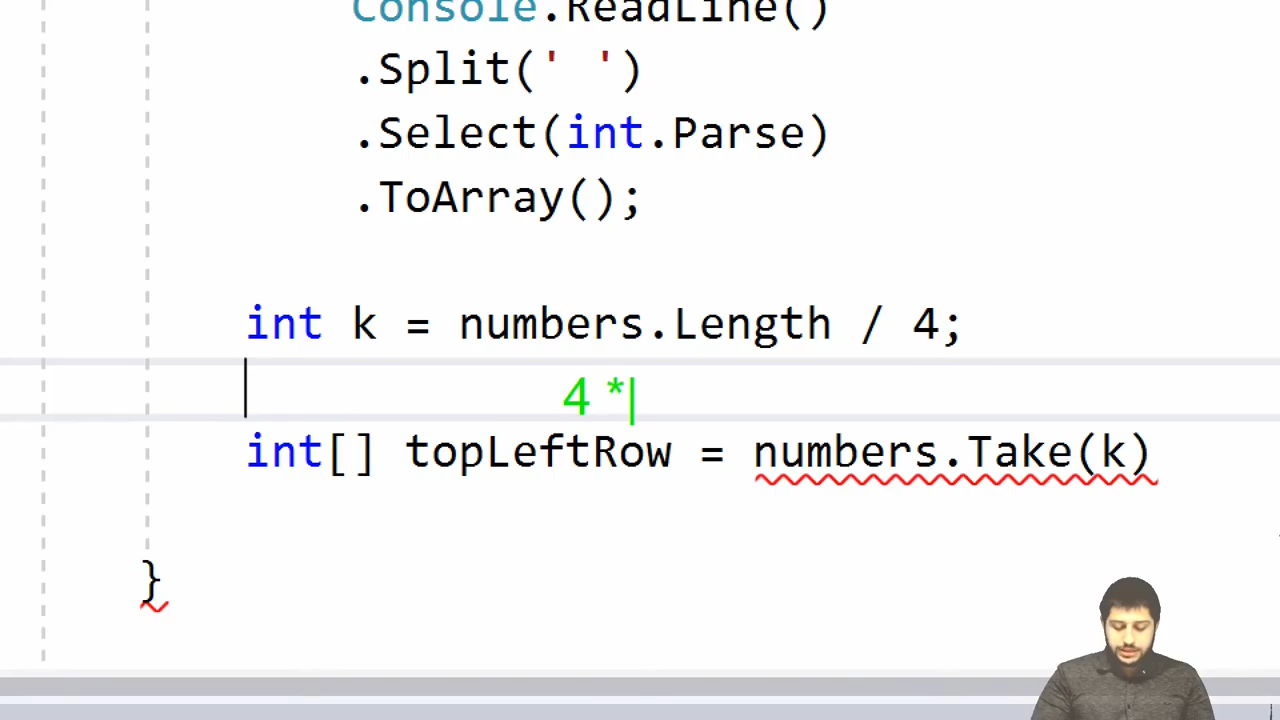 Console.ReadLine()
.Split(' ')
.Select(int.Parse)
.ToArray();
int k = numbers.Length / 4;
4 *
int[] topLeftRow = numbers.Take(k)
}